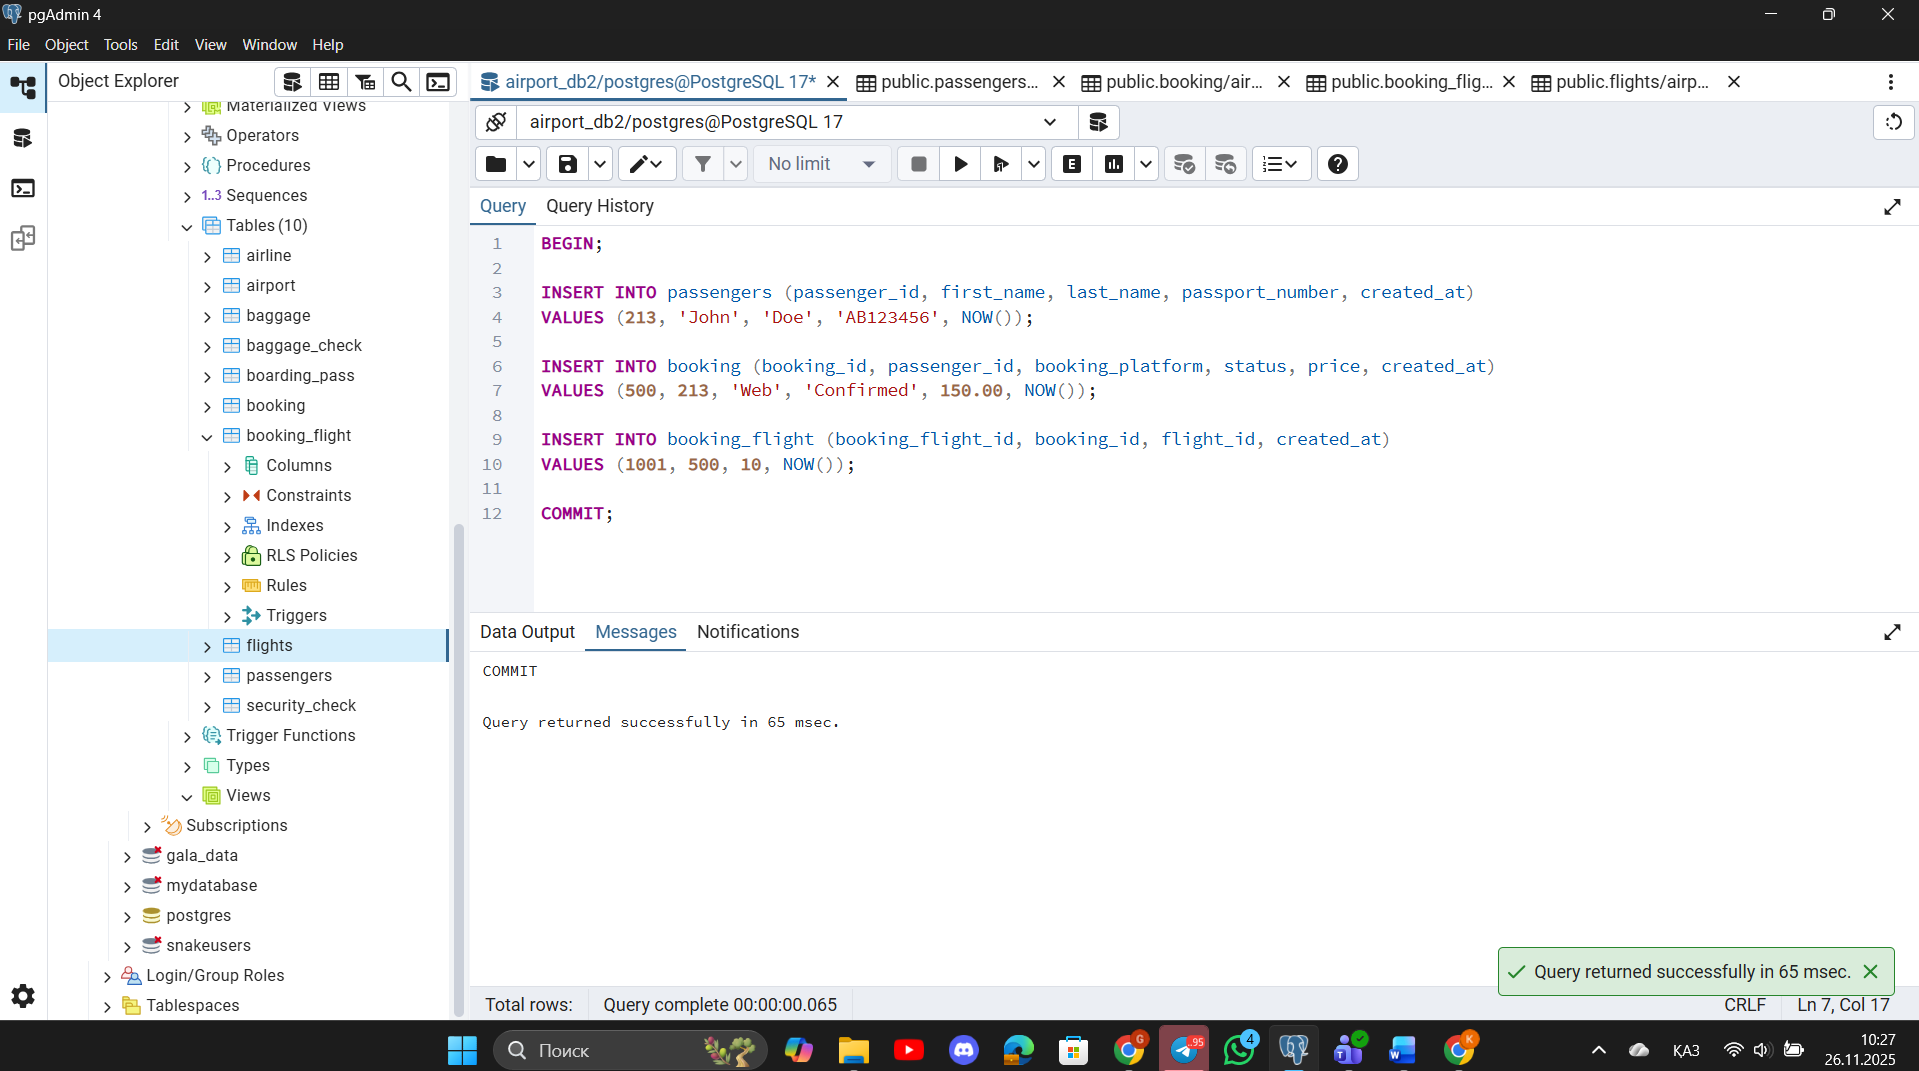 pgAdmin 4
File Object Tools Edit View Window Help
Object Explorer
airport_db2/postgres@PostgreSQL 17*
public.passengers...
public.booking/air...
public.booking_flig...
public.flights/airp...
airport_db2/postgres@PostgreSQL 17
No limit
E
Query Query History
Materialized Views
Operators
Procedures
1..3 Sequences
Tables (10)
airline
airport
baggage
baggage_check
boarding_pass
booking
booking_flight
Columns
Constraints
Indexes
RLS Policies
Rules
Triggers
flights
passengers
security_check
Trigger Functions
Types
Views
Subscriptions
gala_data
mydatabase
postgres
snakeusers
Login/Group Roles
Tablespaces
1 BEGIN;
2
3 INSERT INTO passengers (passenger_id, first_name, last_name, passport_number, created_at)
4 VALUES (213, 'John', 'Doe', 'AB123456', NOW());
5
6 INSERT INTO booking (booking_id, passenger_id, booking_platform, status, price, created_at)
7 VALUES (500, 213, 'Web', 'Confirmed', 150.00, NOW());
8
9 INSERT INTO booking_flight (booking_flight_id, booking_id, flight_id, created_at)
10 VALUES (1001, 500, 10, NOW());
11
12 COMMIT;
Data Output Messages Notifications
COMMIT
Query returned successfully in 65 msec.
Query returned successfully in 65 msec.
Total rows: Query complete 00:00:00.065
CRLF Ln 7, Col 17
Поиск
G
.95
4
T
W
K
ҚАЗ
10:27
26.11.2025